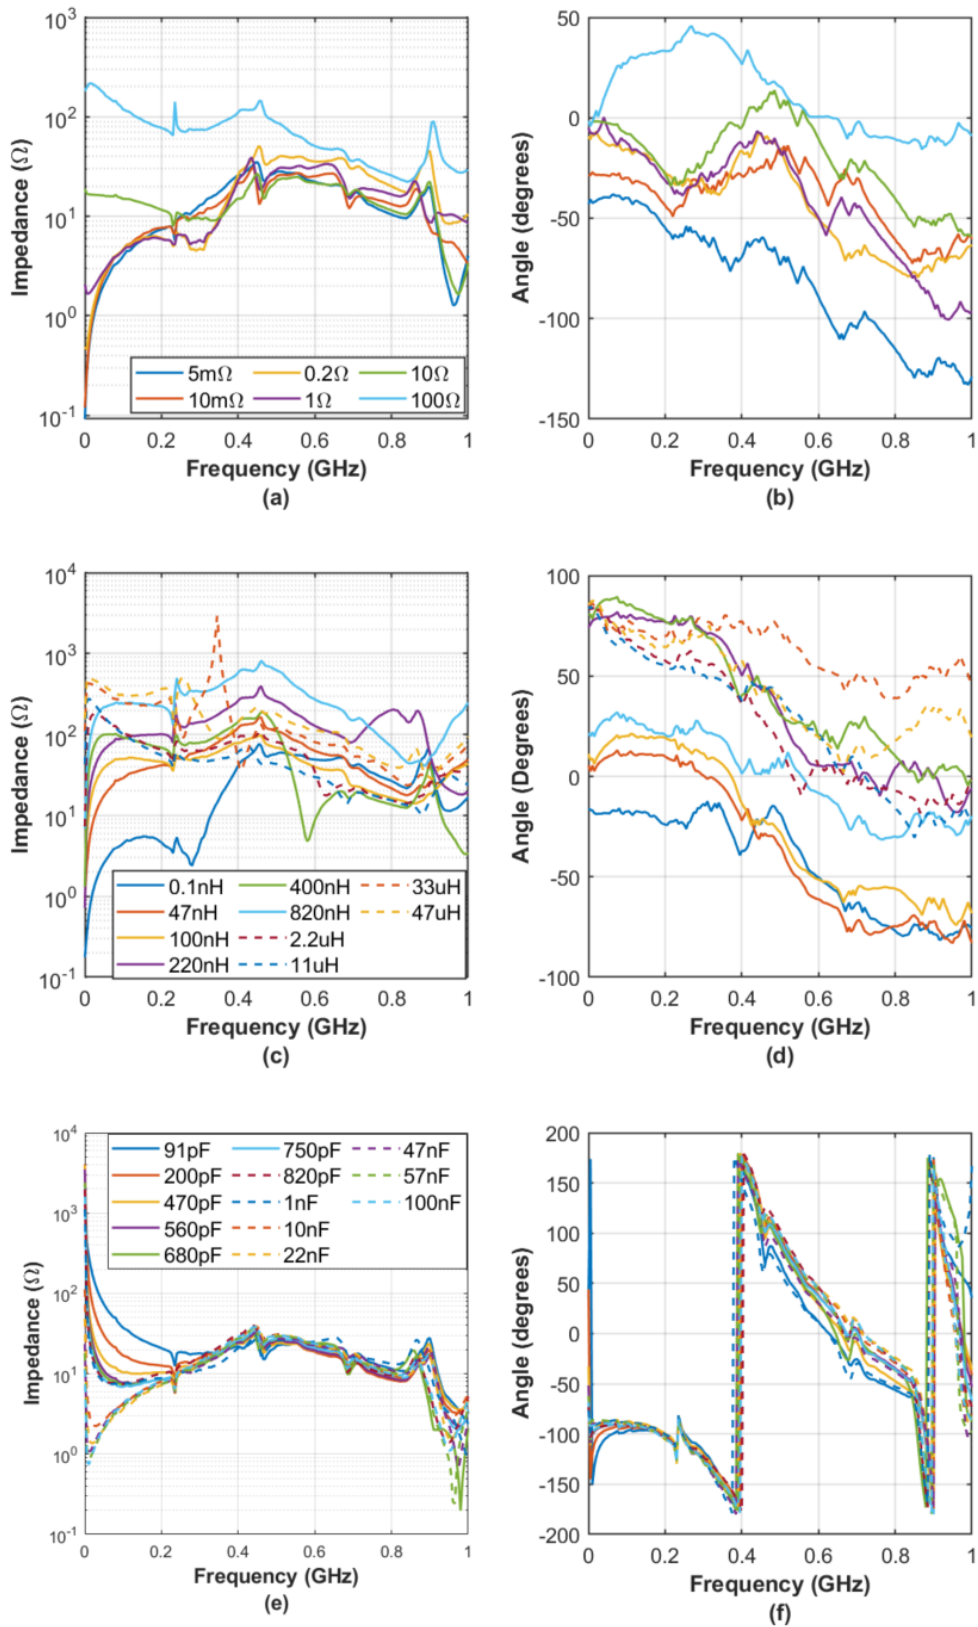 10^3
10^2
10^1
10^0
10^-1
Impedance (Ω)
5mΩ 0.2Ω 10Ω
10mΩ 1Ω 100Ω
0 0.2 0.4 0.6 0.8 1
Frequency (GHz)
(a)
50
0
-50
-100
-150
Angle (degrees)
0 0.2 0.4 0.6 0.8 1
Frequency (GHz)
(b)
10^4
10^3
10^2
10^1
10^0
10^-1
Impedance (Ω)
0.1nH 400nH 33uH
47nH 820nH 47uH
100nH 2.2uH
220nH 11uH
0 0.2 0.4 0.6 0.8 1
Frequency (GHz)
(c)
100
50
0
-50
-100
Angle (Degrees)
0 0.2 0.4 0.6 0.8 1
Frequency (GHz)
(d)
10^4
10^3
10^2
10^1
10^0
10^-1
Impedance (Ω)
91pF 750pF 47nF
200pF 820pF 57nF
470pF 1nF 100nF
560pF 10nF
680pF 22nF
0 0.2 0.4 0.6 0.8 1
Frequency (GHz)
(e)
200
150
100
50
0
-50
-100
-150
-200
Angle (degrees)
0 0.2 0.4 0.6 0.8 1
Frequency (GHz)
(f)